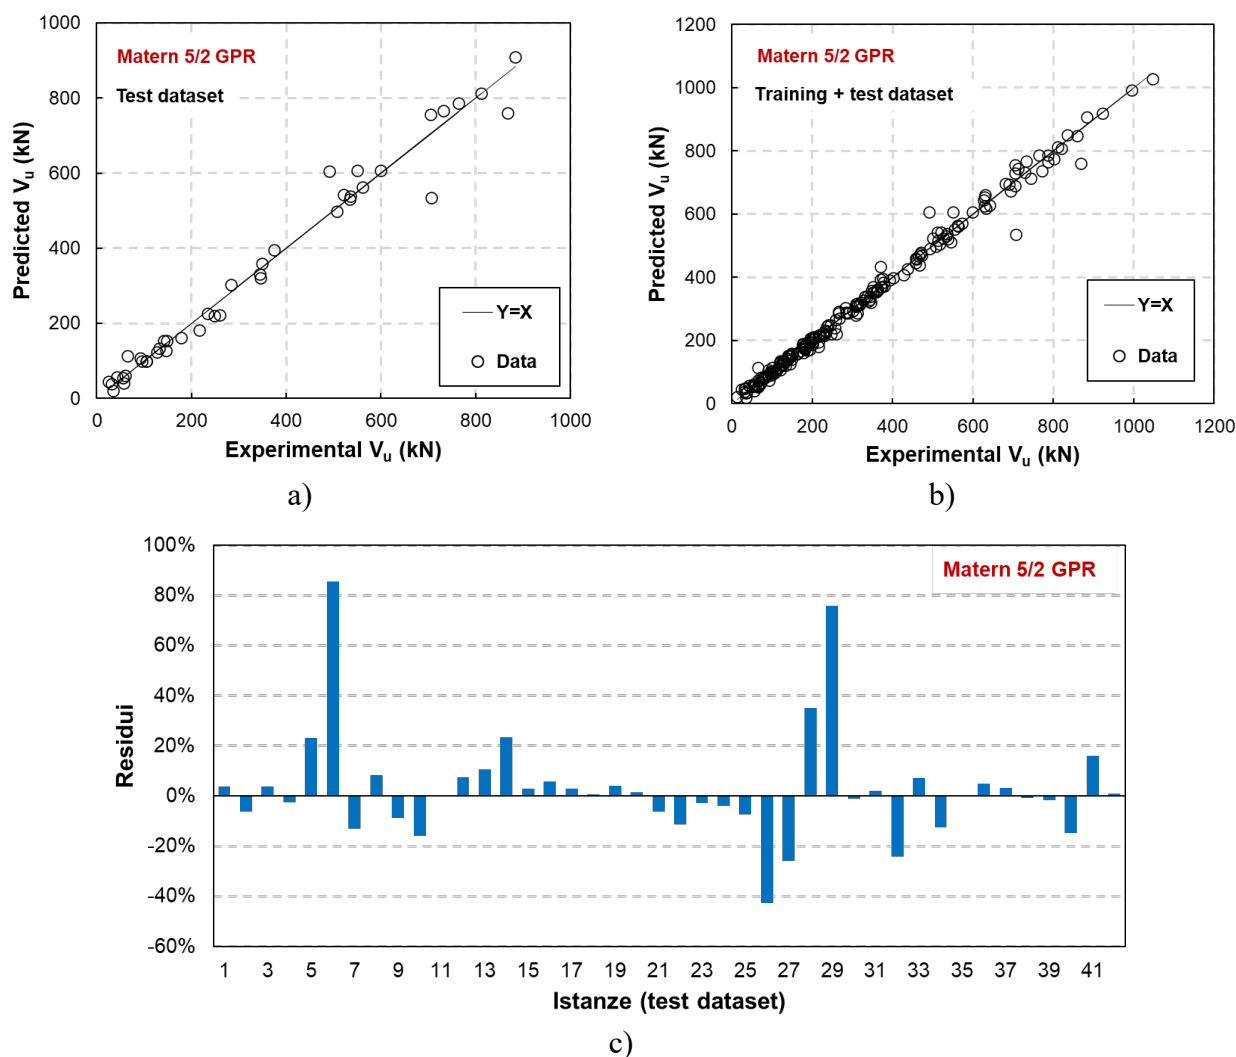 1000
800
600
400
200
0
Predicted Vu (kN)
Matern 5/2 GPR
Test dataset
Y=X
Data
0 200 400 600 800 1000
Experimental Vu (kN)
a)
1200
1000
800
600
400
200
0
Predicted Vu (kN)
Matern 5/2 GPR
Training + test dataset
Y=X
Data
0 200 400 600 800 1000 1200
Experimental Vu (kN)
b)
100%
80%
60%
40%
20%
0%
-20%
-40%
-60%
Residui
Matern 5/2 GPR
1 3 5 7 9 11 13 15 17 19 21 23 25 27 29 31 33 35 37 39 41
Istanze (test dataset)
c)